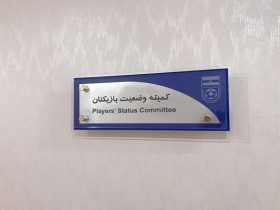 کمیته وضعیت بازیکنان
Players' Status Committee